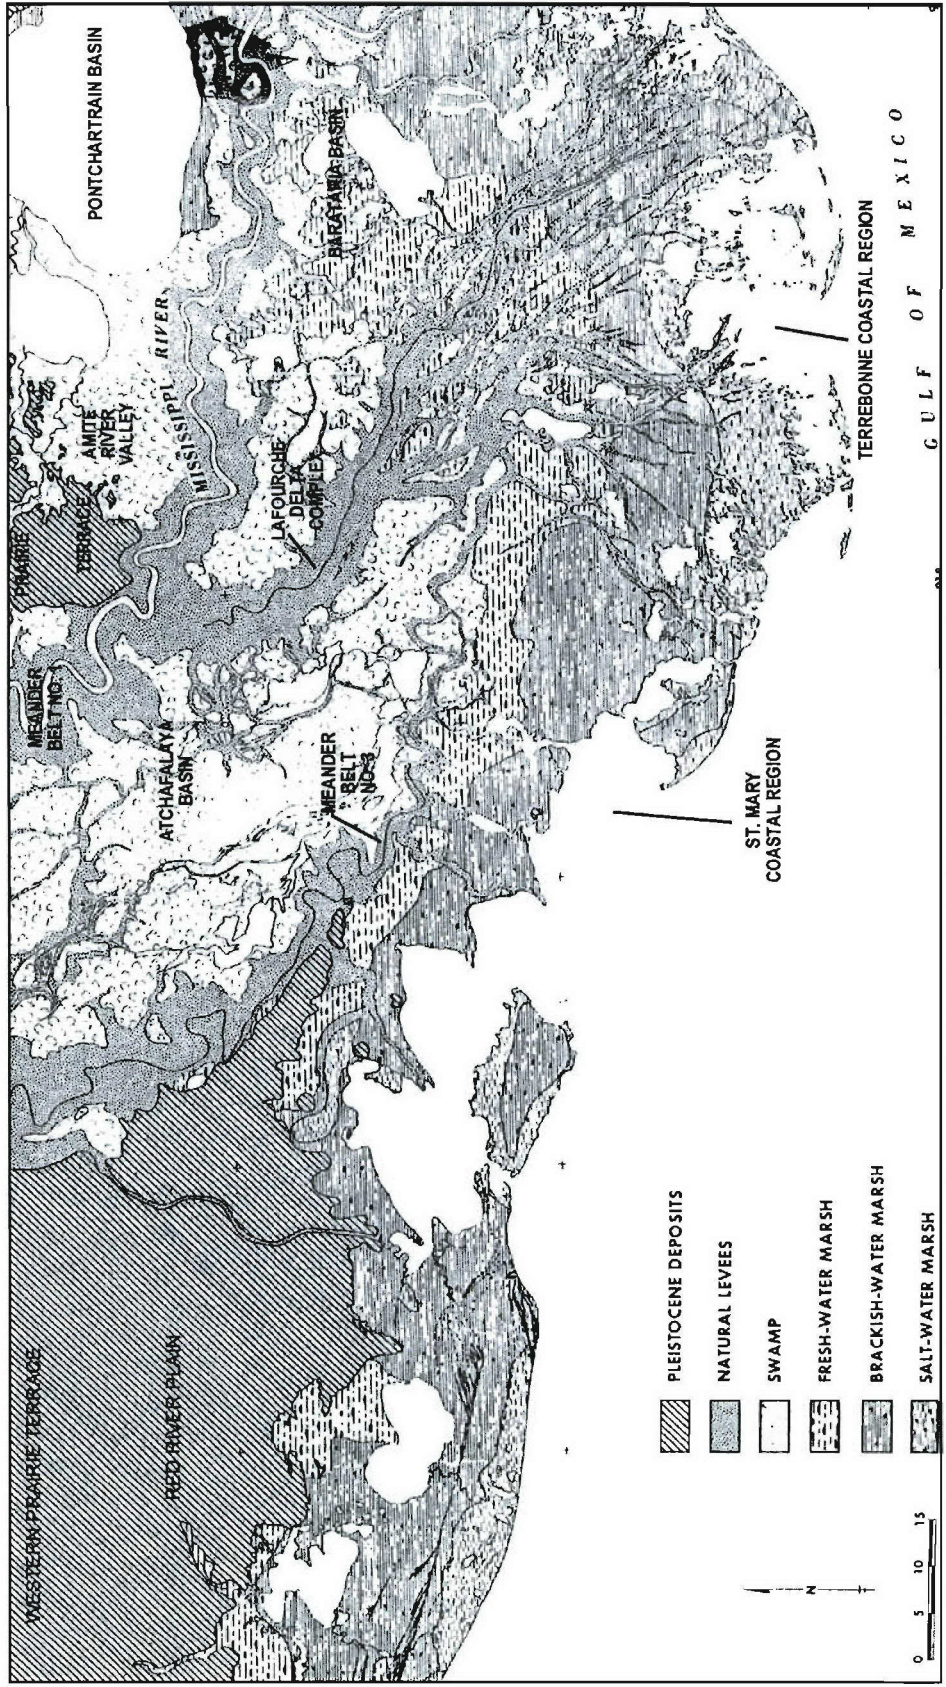 WESTERN PRAIRIE TERRACE
RED RIVER PLAIN
MEANDER
BELT NO.
PRAIRIE
TERRACE
AMITE
RIVER
VALLEY
PONTCHARTRAIN BASIN
MISSISSIPPI RIVER
ATCHAFALAYA
BASIN
LAFOURCHE
DELTA
COMPLEX
BARATARIA BASIN
MEANDER
BELT
NO. 3
ST. MARY
COASTAL REGION
TERREBONNE COASTAL REGION
GULF OF MEXICO
PLEISTOCENE DEPOSITS
NATURAL LEVEES
SWAMP
FRESH-WATER MARSH
BRACKISH-WATER MARSH
SALT-WATER MARSH
N
0 5 10 15